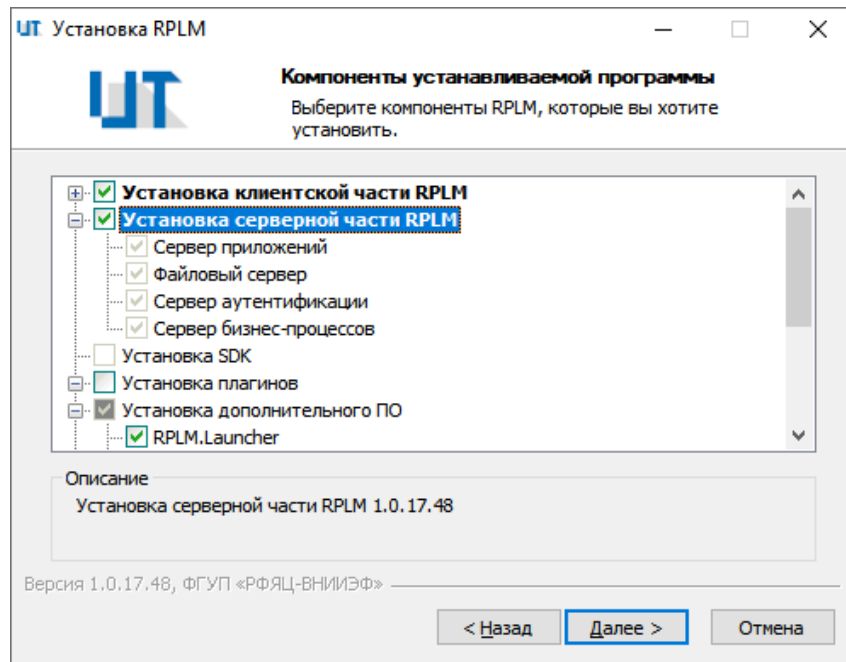 Установка RPLM
Компоненты устанавливаемой программы
Выберите компоненты RPLM, которые вы хотите
установить.
Установка клиентской части RPLM
Установка серверной части RPLM
Сервер приложений
Файловый сервер
Сервер аутентификации
Сервер бизнес-процессов
Установка SDK
Установка плагинов
Установка дополнительного ПО
RPLM.Launcher
Описание
Установка серверной части RPLM 1.0.17.48
Версия 1.0.17.48, ФГУП «РФЯЦ-ВНИИЭФ»
< Назад
Далее >
Отмена